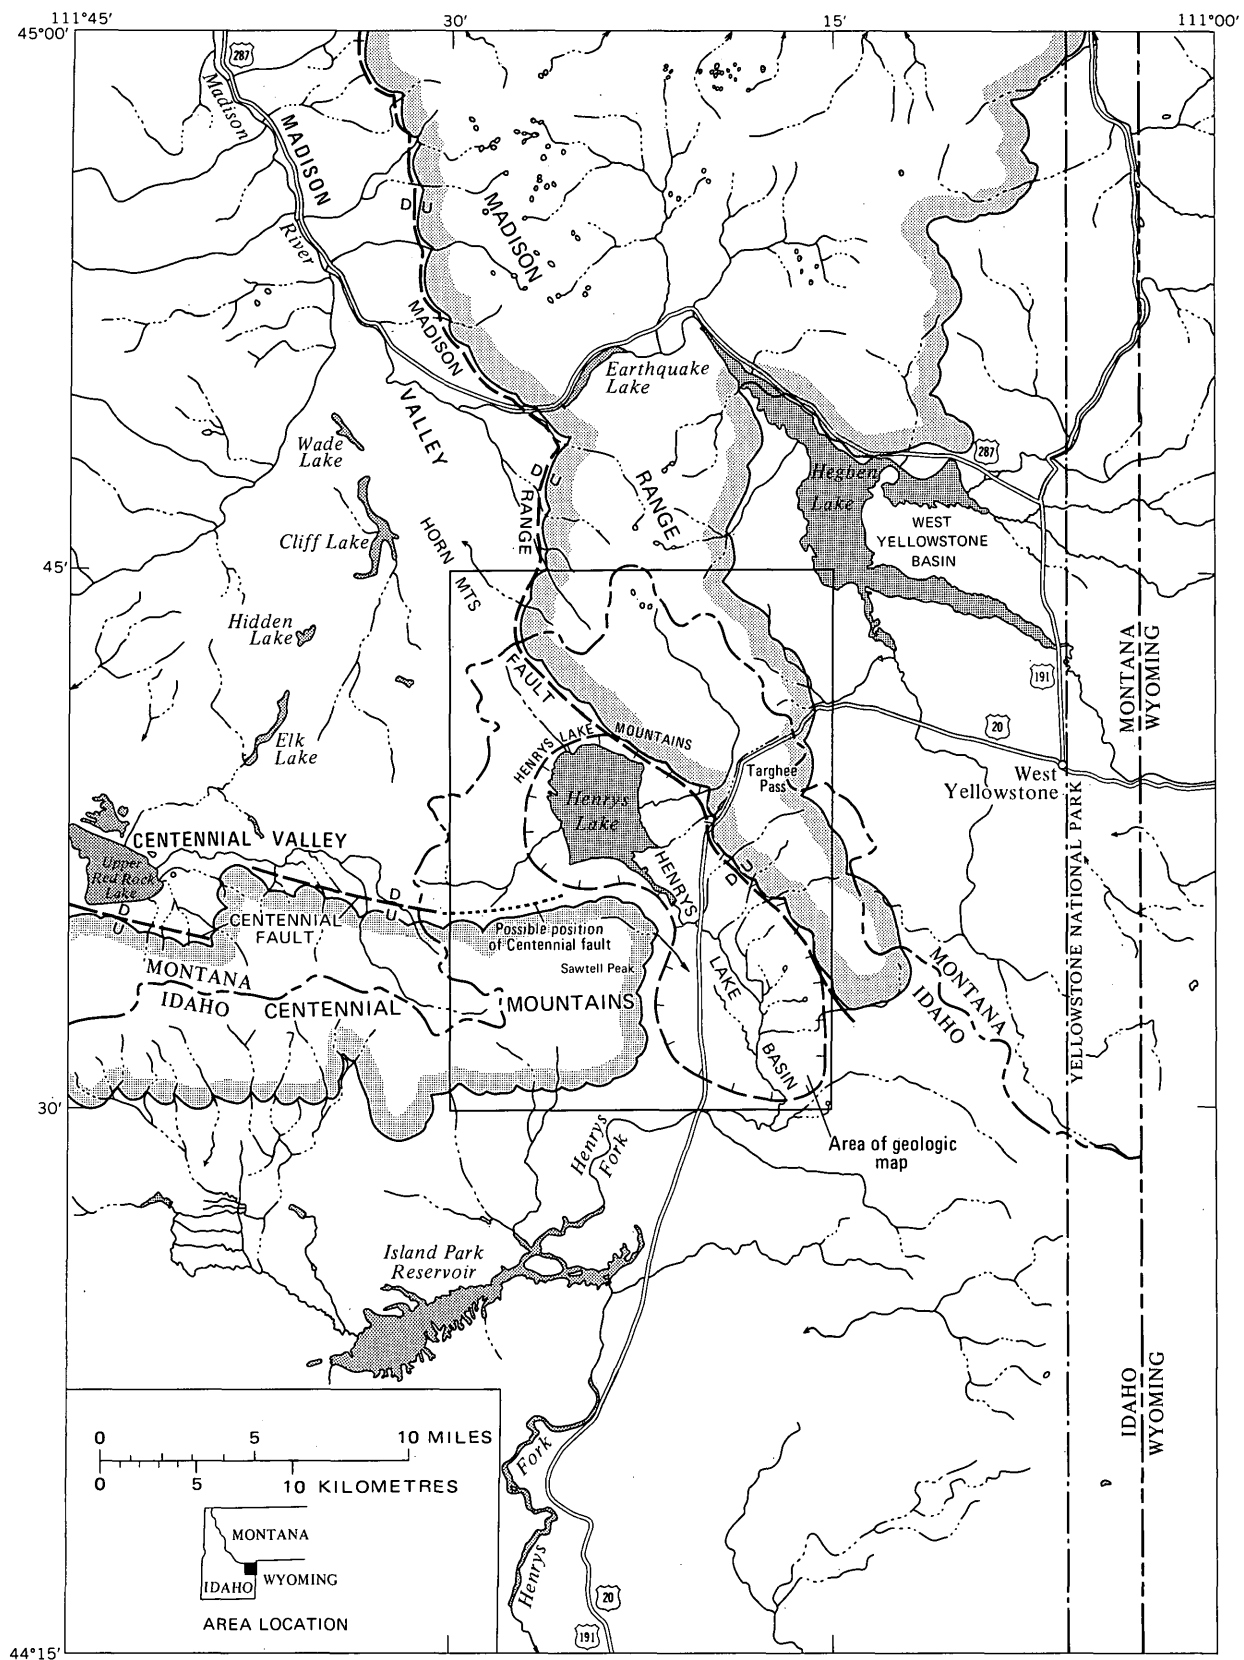 111°45'
30'
15'
111°00'
45°00'
287
Madison
MADISON
River
D U
MADISON
MADISON
VALLEY
Earthquake
Lake
Wade
Lake
287
D
U
RANGE
RANGE
Hegben
Lake
WEST
YELLOWSTONE
BASIN
Cliff Lake
HORN
MTS
45'
Hidden
Lake
MONTANA
WYOMING
191
FAULT
20
Elk
Lake
HENRYS LAKE MOUNTAINS
Targhee
Pass
West
Yellowstone
Henrys
Lake
CENTENNIAL VALLEY
Upper
Red Rock
Lake
HENRYS
U
D
D
U
D
U
CENTENNIAL
FAULT
Possible position
of Centennial fault
Sawtell Peak
YELLOWSTONE NATIONAL PARK
MONTANA
IDAHO
LAKE
MONTANA
IDAHO
CENTENNIAL
MOUNTAINS
BASIN
30'
Henrys
Fork
Area of geologic
map
Island Park
Reservoir
IDAHO
WYOMING
0 5 10 MILES
0 5 10 KILOMETRES
Fork
Henrys
MONTANA
IDAHO
WYOMING
AREA LOCATION
20
191
44°15'